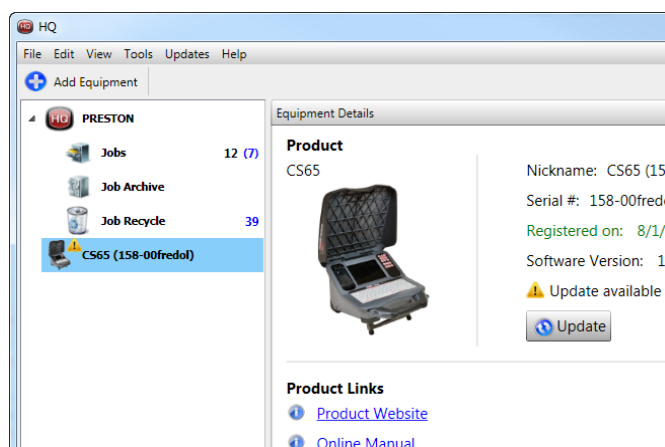 HQ
File Edit View Tools Updates Help
Add Equipment
HQ PRESTON
Jobs 12 (7)
Job Archive
Job Recycle 39
CS65 (158-00fredol)
Equipment Details
Product
CS65
Nickname: CS65 (15
Serial #: 158-00fred
Registered on: 8/1/
Software Version: 1
Update available
Update
Product Links
Product Website
Online Manual